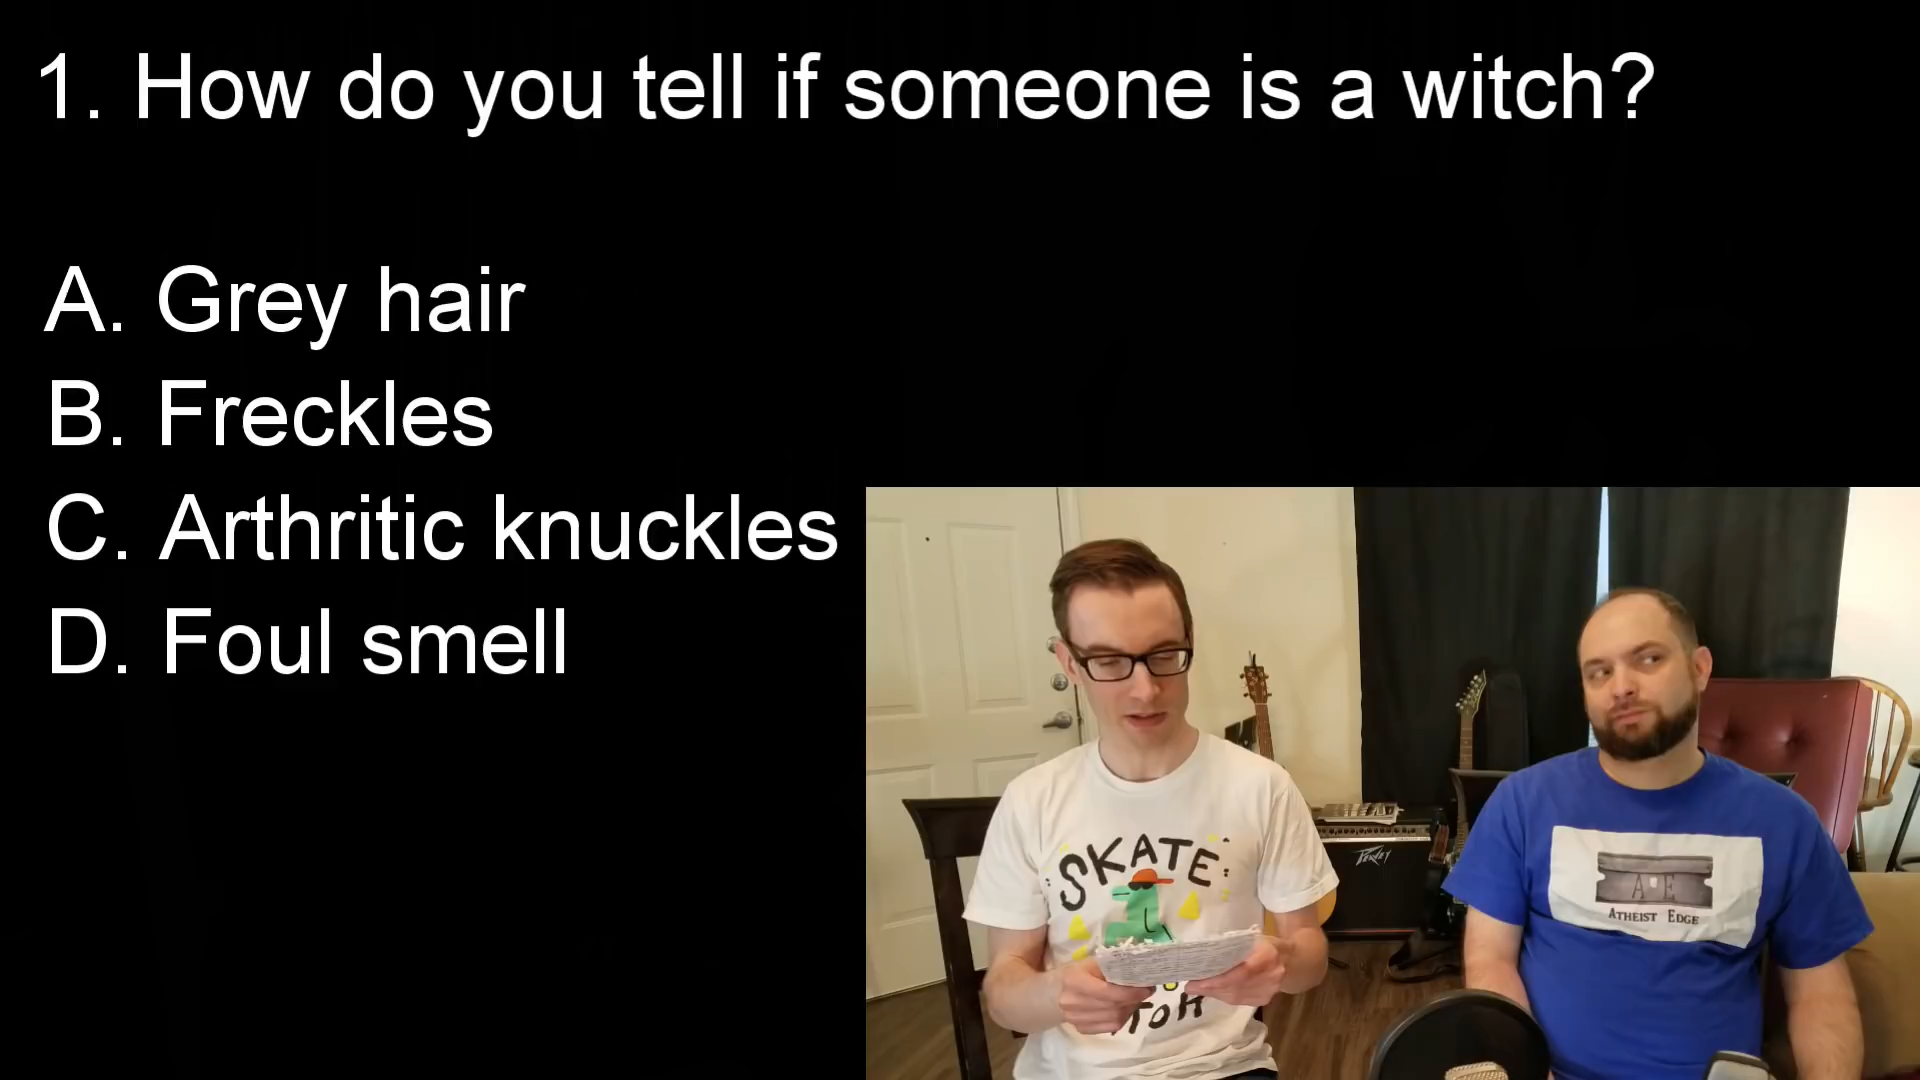 1. How do you tell if someone is a witch?
A. Grey hair
B. Freckles
C. Arthritic knuckles
D. Foul smell
SKATE
PEAVEY
A E
ATHEIST EDGE